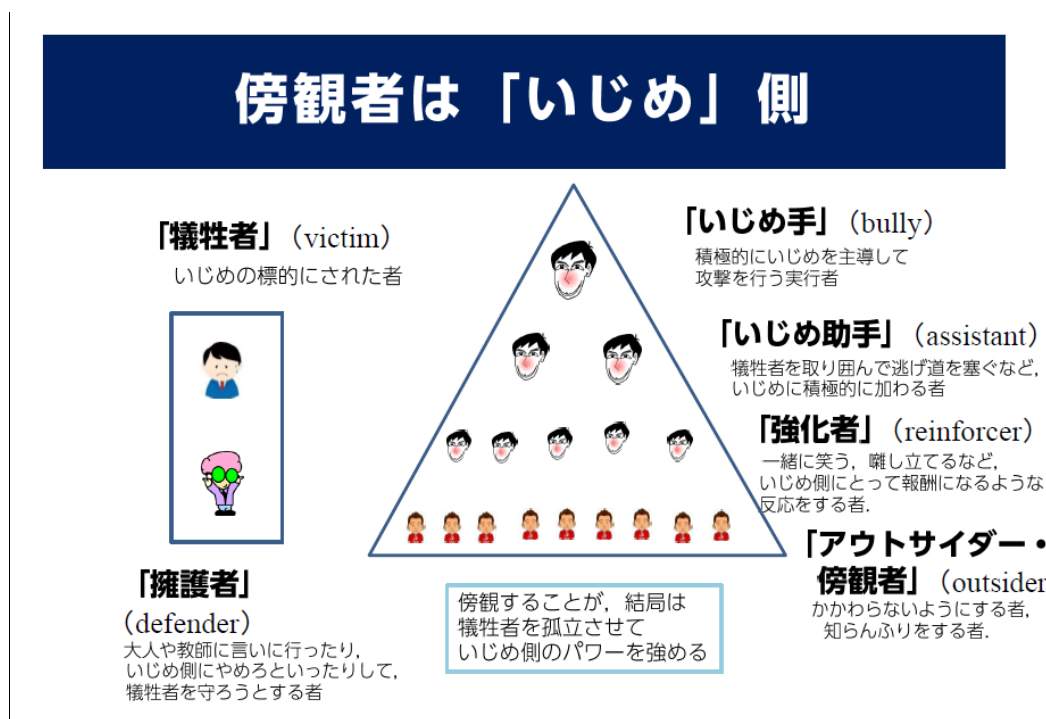 傍観者は「いじめ」側
「犠牲者」(victim)
いじめの標的にされた者
「擁護者」
(defender)
大人や教師に言いに行ったり,
いじめ側にやめろといったりして,
犠牲者を守ろうとする者
「いじめ手」(bully)
積極的にいじめを主導して
攻撃を行う実行者
「いじめ助手」(assistant)
犠牲者を取り囲んで逃げ道を塞ぐなど,
いじめに積極的に加わる者
「強化者」(reinforcer)
一緒に笑う,囃し立てるなど,
いじめ側にとって報酬になるような
反応をする者.
「アウトサイダー・
傍観者」(outsider
かかわらないようにする者,
知らんふりをする者.
傍観することが,結局は
犠牲者を孤立させて
いじめ側のパワーを強める